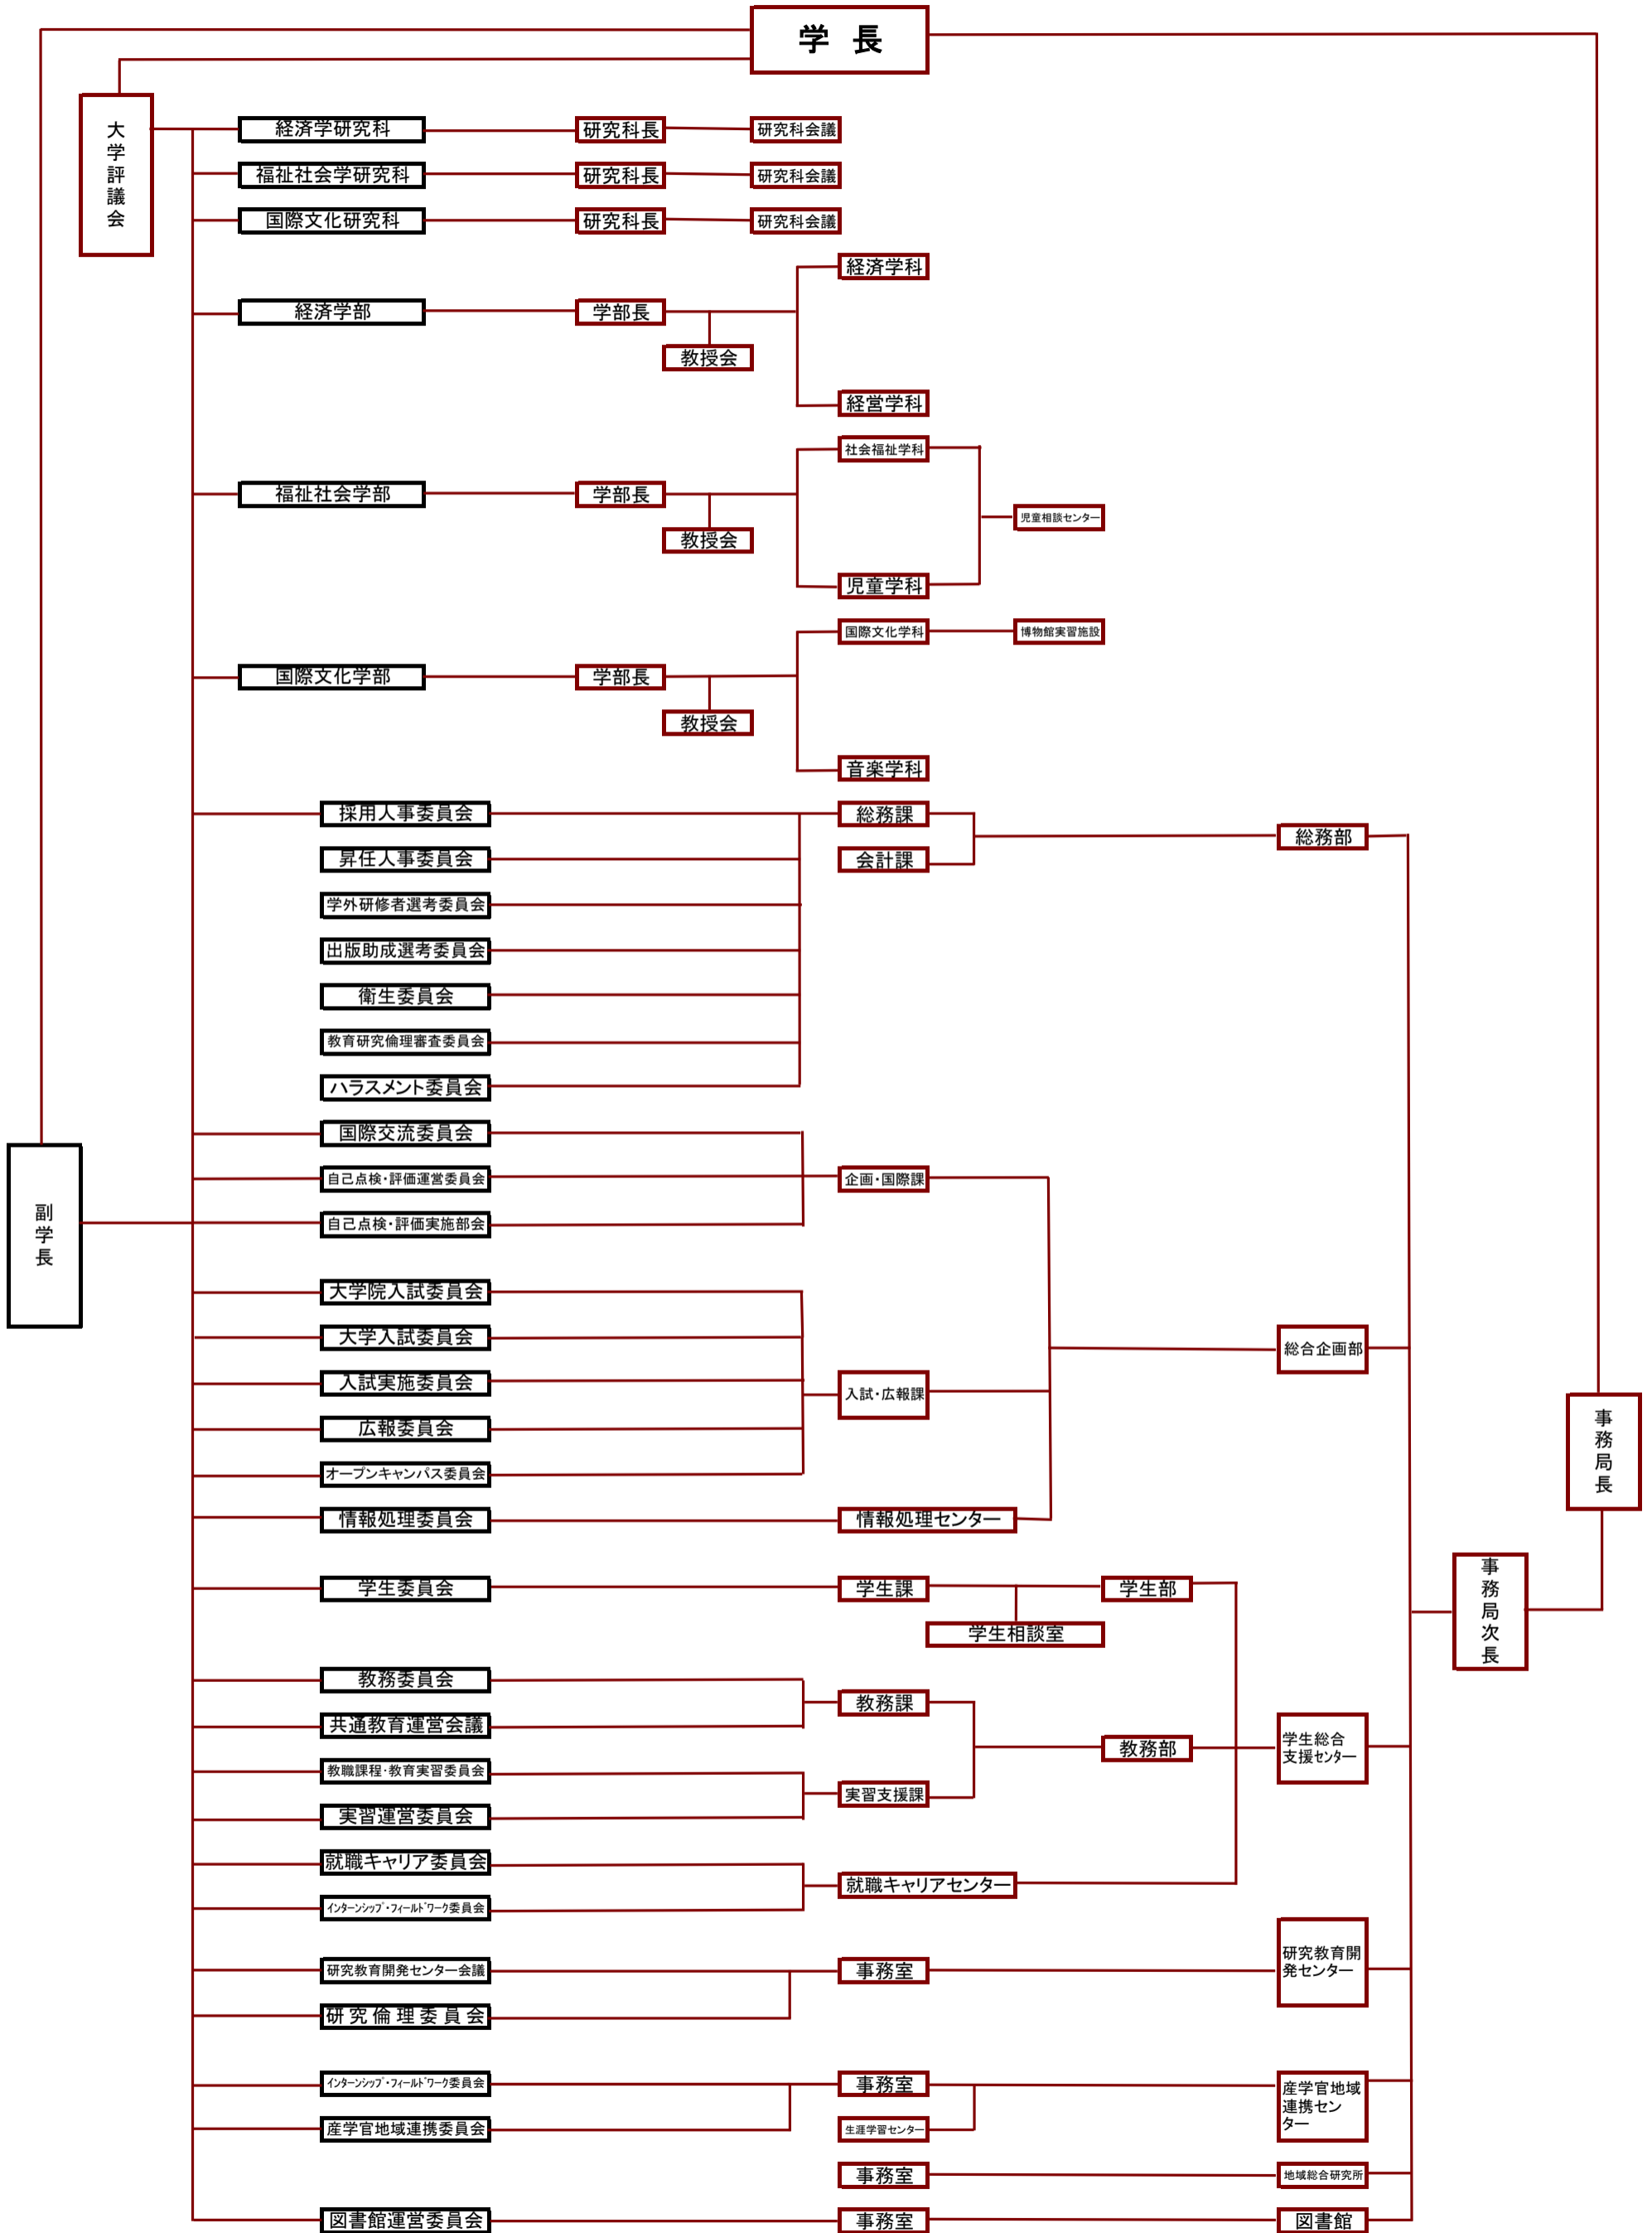 学　長
大学評議会
経済学研究科
研究科長
研究科会議
福祉社会学研究科
研究科長
研究科会議
国際文化研究科
研究科長
研究科会議
経済学科
経済学部
学部長
教授会
経営学科
社会福祉学科
福祉社会学部
学部長
児童相談センター
教授会
児童学科
国際文化学科
博物館実習施設
国際文化学部
学部長
教授会
音楽学科
採用人事委員会
総務課
総務部
昇任人事委員会
会計課
学外研修者選考委員会
出版助成選考委員会
衛生委員会
教育研究倫理審査委員会
ハラスメント委員会
国際交流委員会
自己点検・評価運営委員会
企画・国際課
副学長
自己点検・評価実施部会
大学院入試委員会
大学入試委員会
総合企画部
入試実施委員会
入試・広報課
広報委員会
事務局長
オープンキャンパス委員会
情報処理委員会
情報処理センター
学生委員会
学生課
学生部
事務局次長
学生相談室
教務委員会
教務課
共通教育運営会議
教務部
学生総合
支援センター
教職課程・教育実習委員会
実習支援課
実習運営委員会
就職キャリア委員会
就職キャリアセンター
インターンシップ・フィールドワーク委員会
研究教育開
発センター
研究教育開発センター会議
事務室
研究倫理委員会
インターンシップ・フィールドワーク委員会
事務室
産学官地域
連携セン
ター
産学官地域連携委員会
生涯学習センター
事務室
地域総合研究所
図書館運営委員会
事務室
図書館